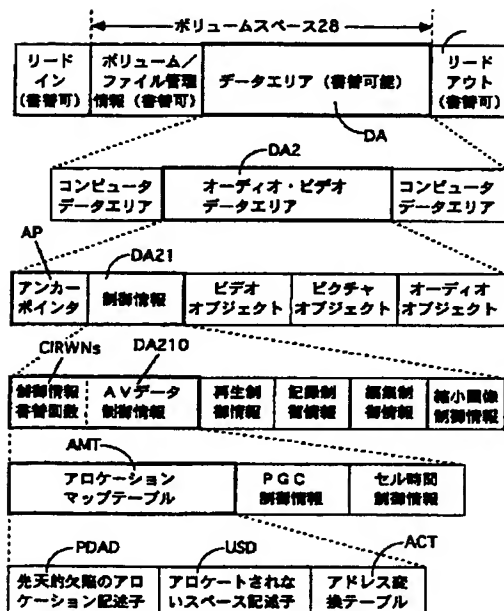 ボリュームスペース28
リード
イン
(書替可)
ボリューム/
ファイル管理
情報(書替可)
データエリア(書替可能)
リード
アウト
(書替可)
DA
DA2
コンピュータ
データエリア
オーディオ・ビデオ
データエリア
コンピュータ
データエリア
AP
DA21
アンカー
ポインタ
制御情報
ビデオ
オブジェクト
ピクチャ
オブジェクト
オーディオ
オブジェクト
CIRWNs
DA210
制御情報
書替回数
AVデータ
制御情報
再生制
御情報
記録制
御情報
編集制
御情報
縮小画像
制御情報
AMT
アロケーション
マップテーブル
PGC
制御情報
セル時間
制御情報
PDAD
USD
ACT
先天的欠陥のアロ
ケーション記述子
アロケートされな
いスペース記述子
アドレス変
換テーブル